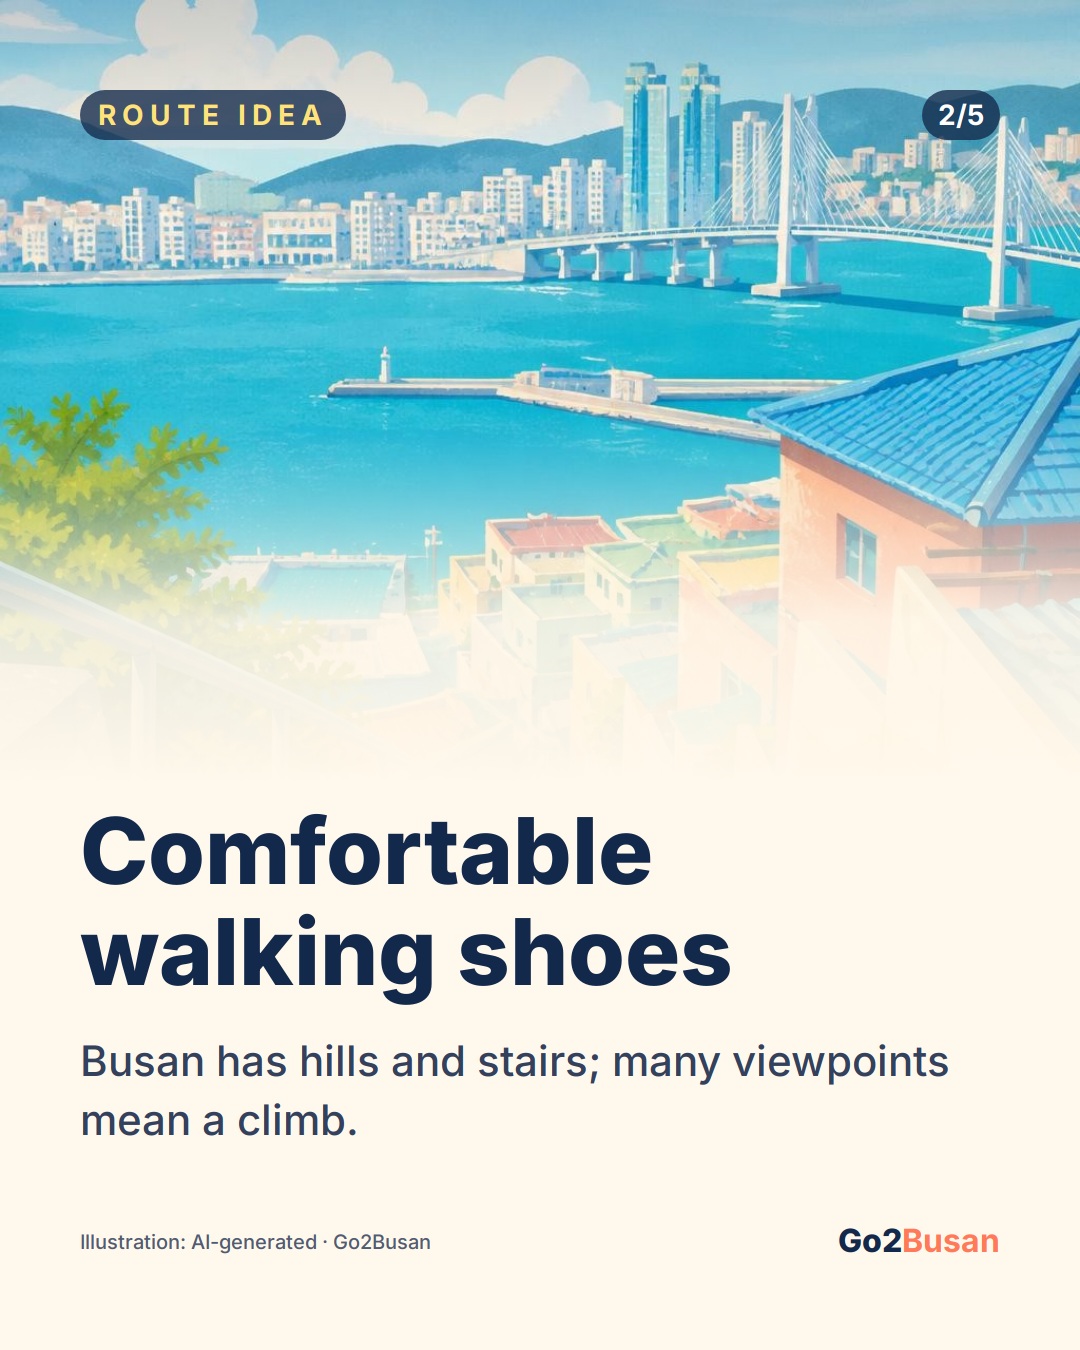 ROUTE IDEA
2/5
Comfortable
walking shoes
Busan has hills and stairs; many viewpoints
mean a climb.
Illustration: AI-generated · Go2Busan
Go2Busan